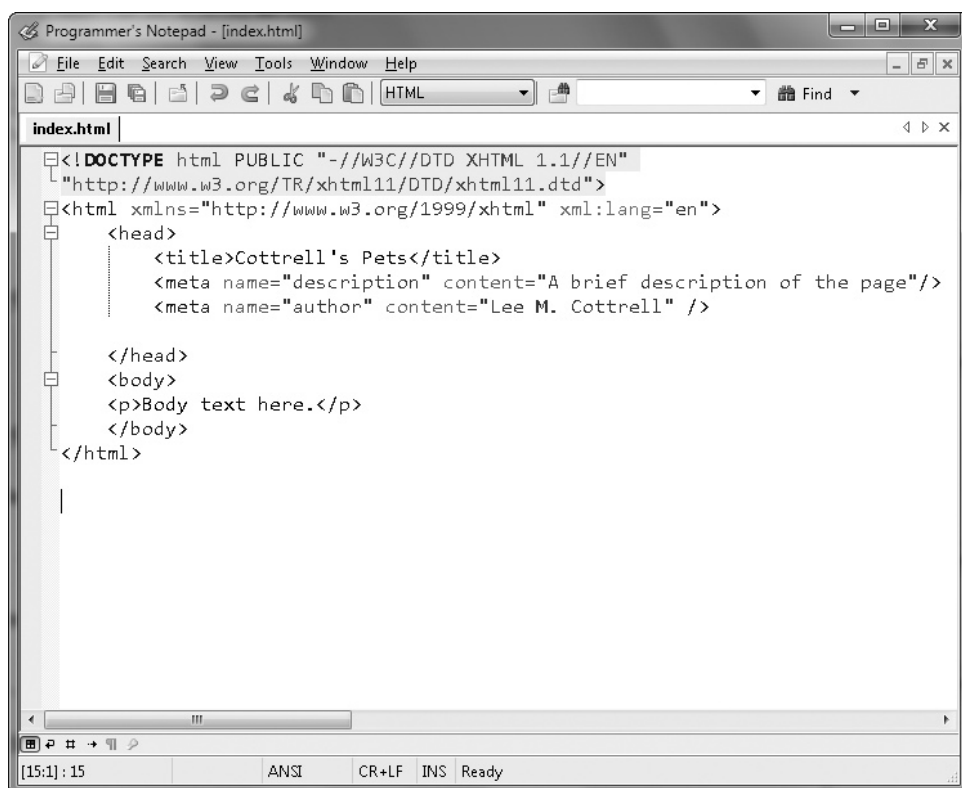 Programmer's Notepad - [index.html]
File Edit Search View Tools Window Help
HTML Find
index.html
<!DOCTYPE html PUBLIC "-//W3C//DTD XHTML 1.1//EN"
"http://www.w3.org/TR/xhtml11/DTD/xhtml11.dtd">
<html xmlns="http://www.w3.org/1999/xhtml" xml:lang="en">
<head>
<title>Cottrell's Pets</title>
<meta name="description" content="A brief description of the page"/>
<meta name="author" content="Lee M. Cottrell" />
</head>
<body>
<p>Body text here.</p>
</body>
</html>
[15:1] : 15 ANSI CR+LF INS Ready